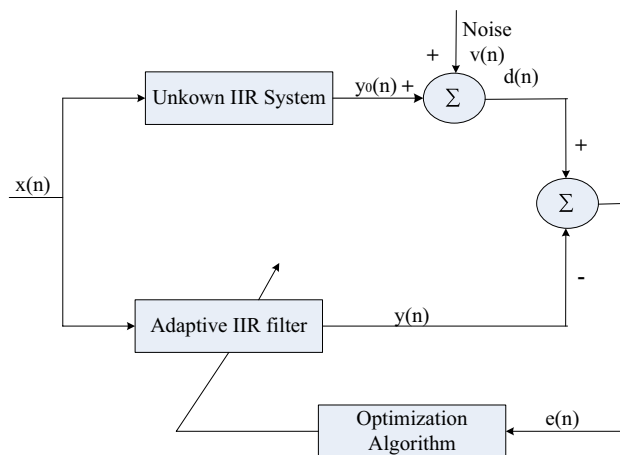 Noise
v(n)
+
Unkown IIR System
y₀(n) +
Σ
d(n)
+
x(n)
Σ
-
Adaptive IIR filter
y(n)
Optimization
Algorithm
e(n)